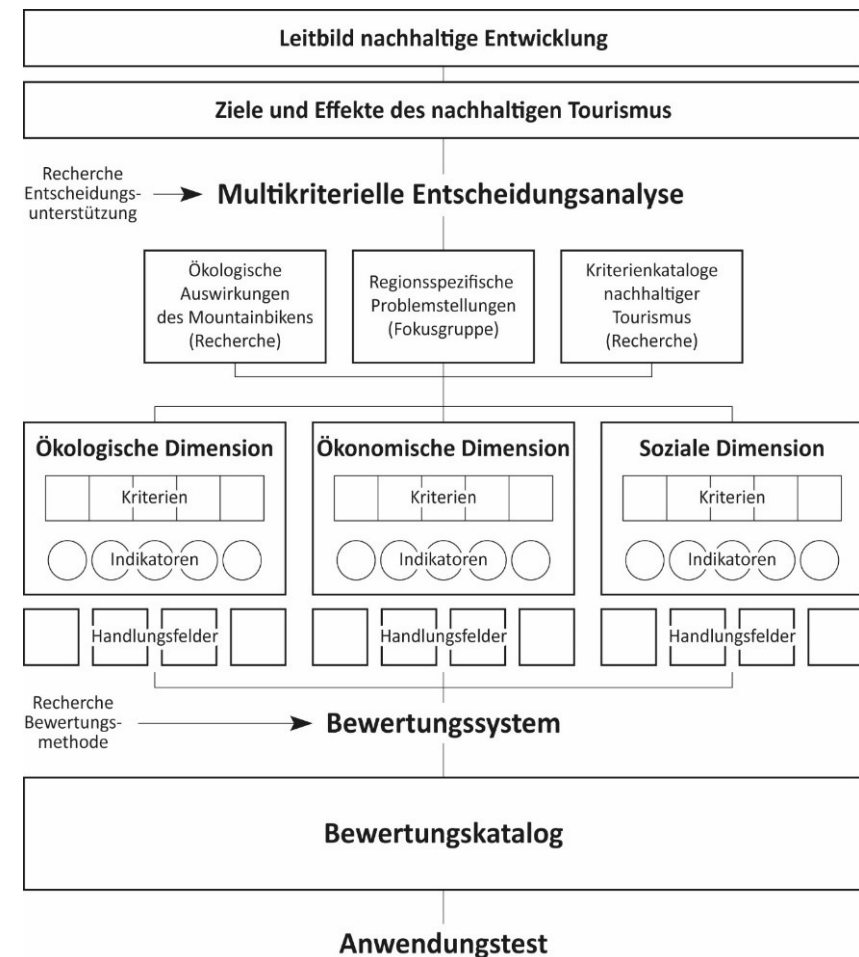 Leitbild nachhaltige Entwicklung
Ziele und Effekte des nachhaltigen Tourismus
Recherche
Entscheidungs-
unterstützung
Multikriterielle Entscheidungsanalyse
Ökologische
Auswirkungen
des Mountainbikens
(Recherche)
Regionsspezifische
Problemstellungen
(Fokusgruppe)
Kriterienkataloge
nachhaltiger
Tourismus
(Recherche)
Ökologische Dimension
Kriterien
Indikatoren
Handlungsfelder
Ökonomische Dimension
Kriterien
Indikatoren
Handlungsfelder
Soziale Dimension
Kriterien
Indikatoren
Handlungsfelder
Recherche
Bewertungs-
methode
Bewertungssystem
Bewertungskatalog
Anwendungstest